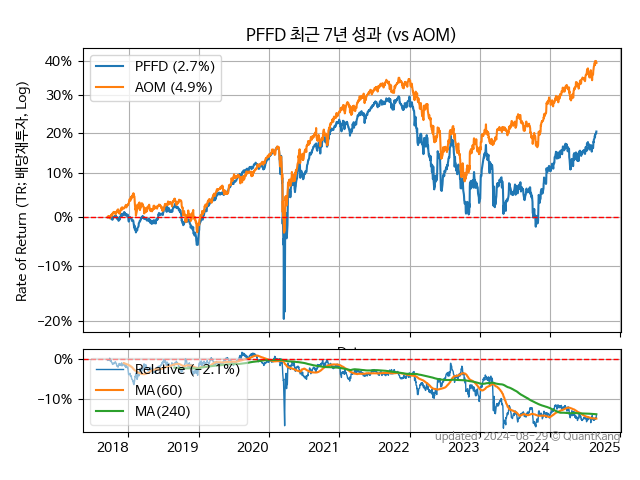 PFFD 최근 7년 성과 (vs AOM)
Rate of Return (TR: 배당재투자, Log)
40%
30%
20%
10%
0%
−10%
−20%
PFFD (2.7%)
AOM (4.9%)
0%
−10%
Relative (−2.1%)
MA(60)
MA(240)
2018 2019 2020 2021 2022 2023 2024 2025
updated: 2024-08-29 © QuantKang